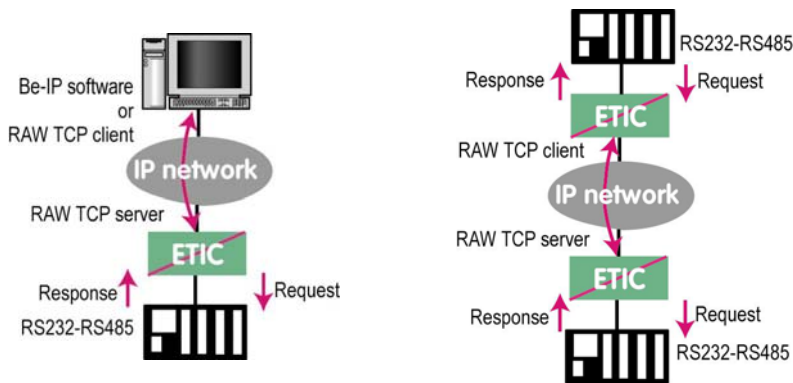 Be-IP software
or
RAW TCP client
IP network
RAW TCP server
ETIC
Response
Request
RS232-RS485
RS232-RS485
Response
Request
ETIC
RAW TCP client
IP network
RAW TCP server
ETIC
Response
Request
RS232-RS485